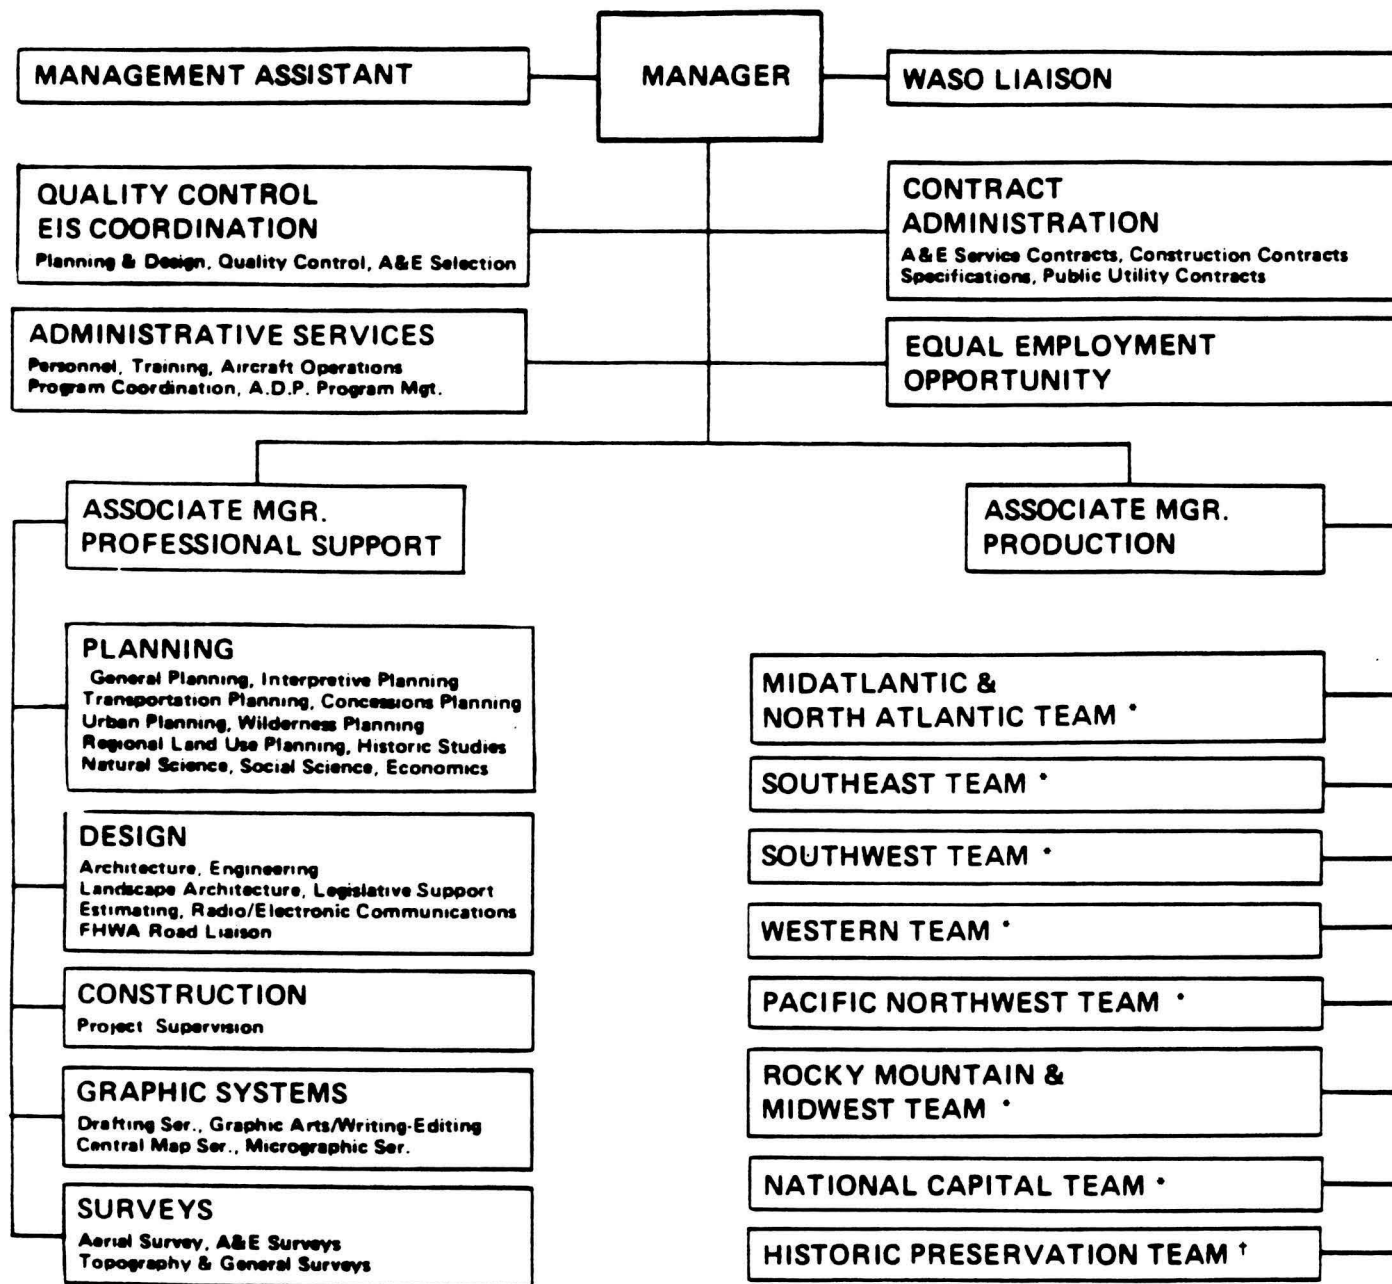 MANAGEMENT ASSISTANT
MANAGER
WASO LIAISON
QUALITY CONTROL
EIS COORDINATION
Planning & Design, Quality Control, A&E Selection
CONTRACT
ADMINISTRATION
A&E Service Contracts, Construction Contracts
Specifications, Public Utility Contracts
ADMINISTRATIVE SERVICES
Personnel, Training, Aircraft Operations
Program Coordination, A.D.P. Program Mgt.
EQUAL EMPLOYMENT
OPPORTUNITY
ASSOCIATE MGR.
PROFESSIONAL SUPPORT
ASSOCIATE MGR.
PRODUCTION
PLANNING
General Planning, Interpretive Planning
Transportation Planning, Concessions Planning
Urban Planning, Wilderness Planning
Regional Land Use Planning, Historic Studies
Natural Science, Social Science, Economics
DESIGN
Architecture, Engineering
Landscape Architecture, Legislative Support
Estimating, Radio/Electronic Communications
FHWA Road Liaison
CONSTRUCTION
Project Supervision
GRAPHIC SYSTEMS
Drafting Ser., Graphic Arts/Writing-Editing
Central Map Ser., Micrographic Ser.
SURVEYS
Aerial Survey, A&E Surveys
Topography & General Surveys
MIDATLANTIC &
NORTH ATLANTIC TEAM *
SOUTHEAST TEAM *
SOUTHWEST TEAM *
WESTERN TEAM *
PACIFIC NORTHWEST TEAM *
ROCKY MOUNTAIN &
MIDWEST TEAM *
NATIONAL CAPITAL TEAM *
HISTORIC PRESERVATION TEAM †